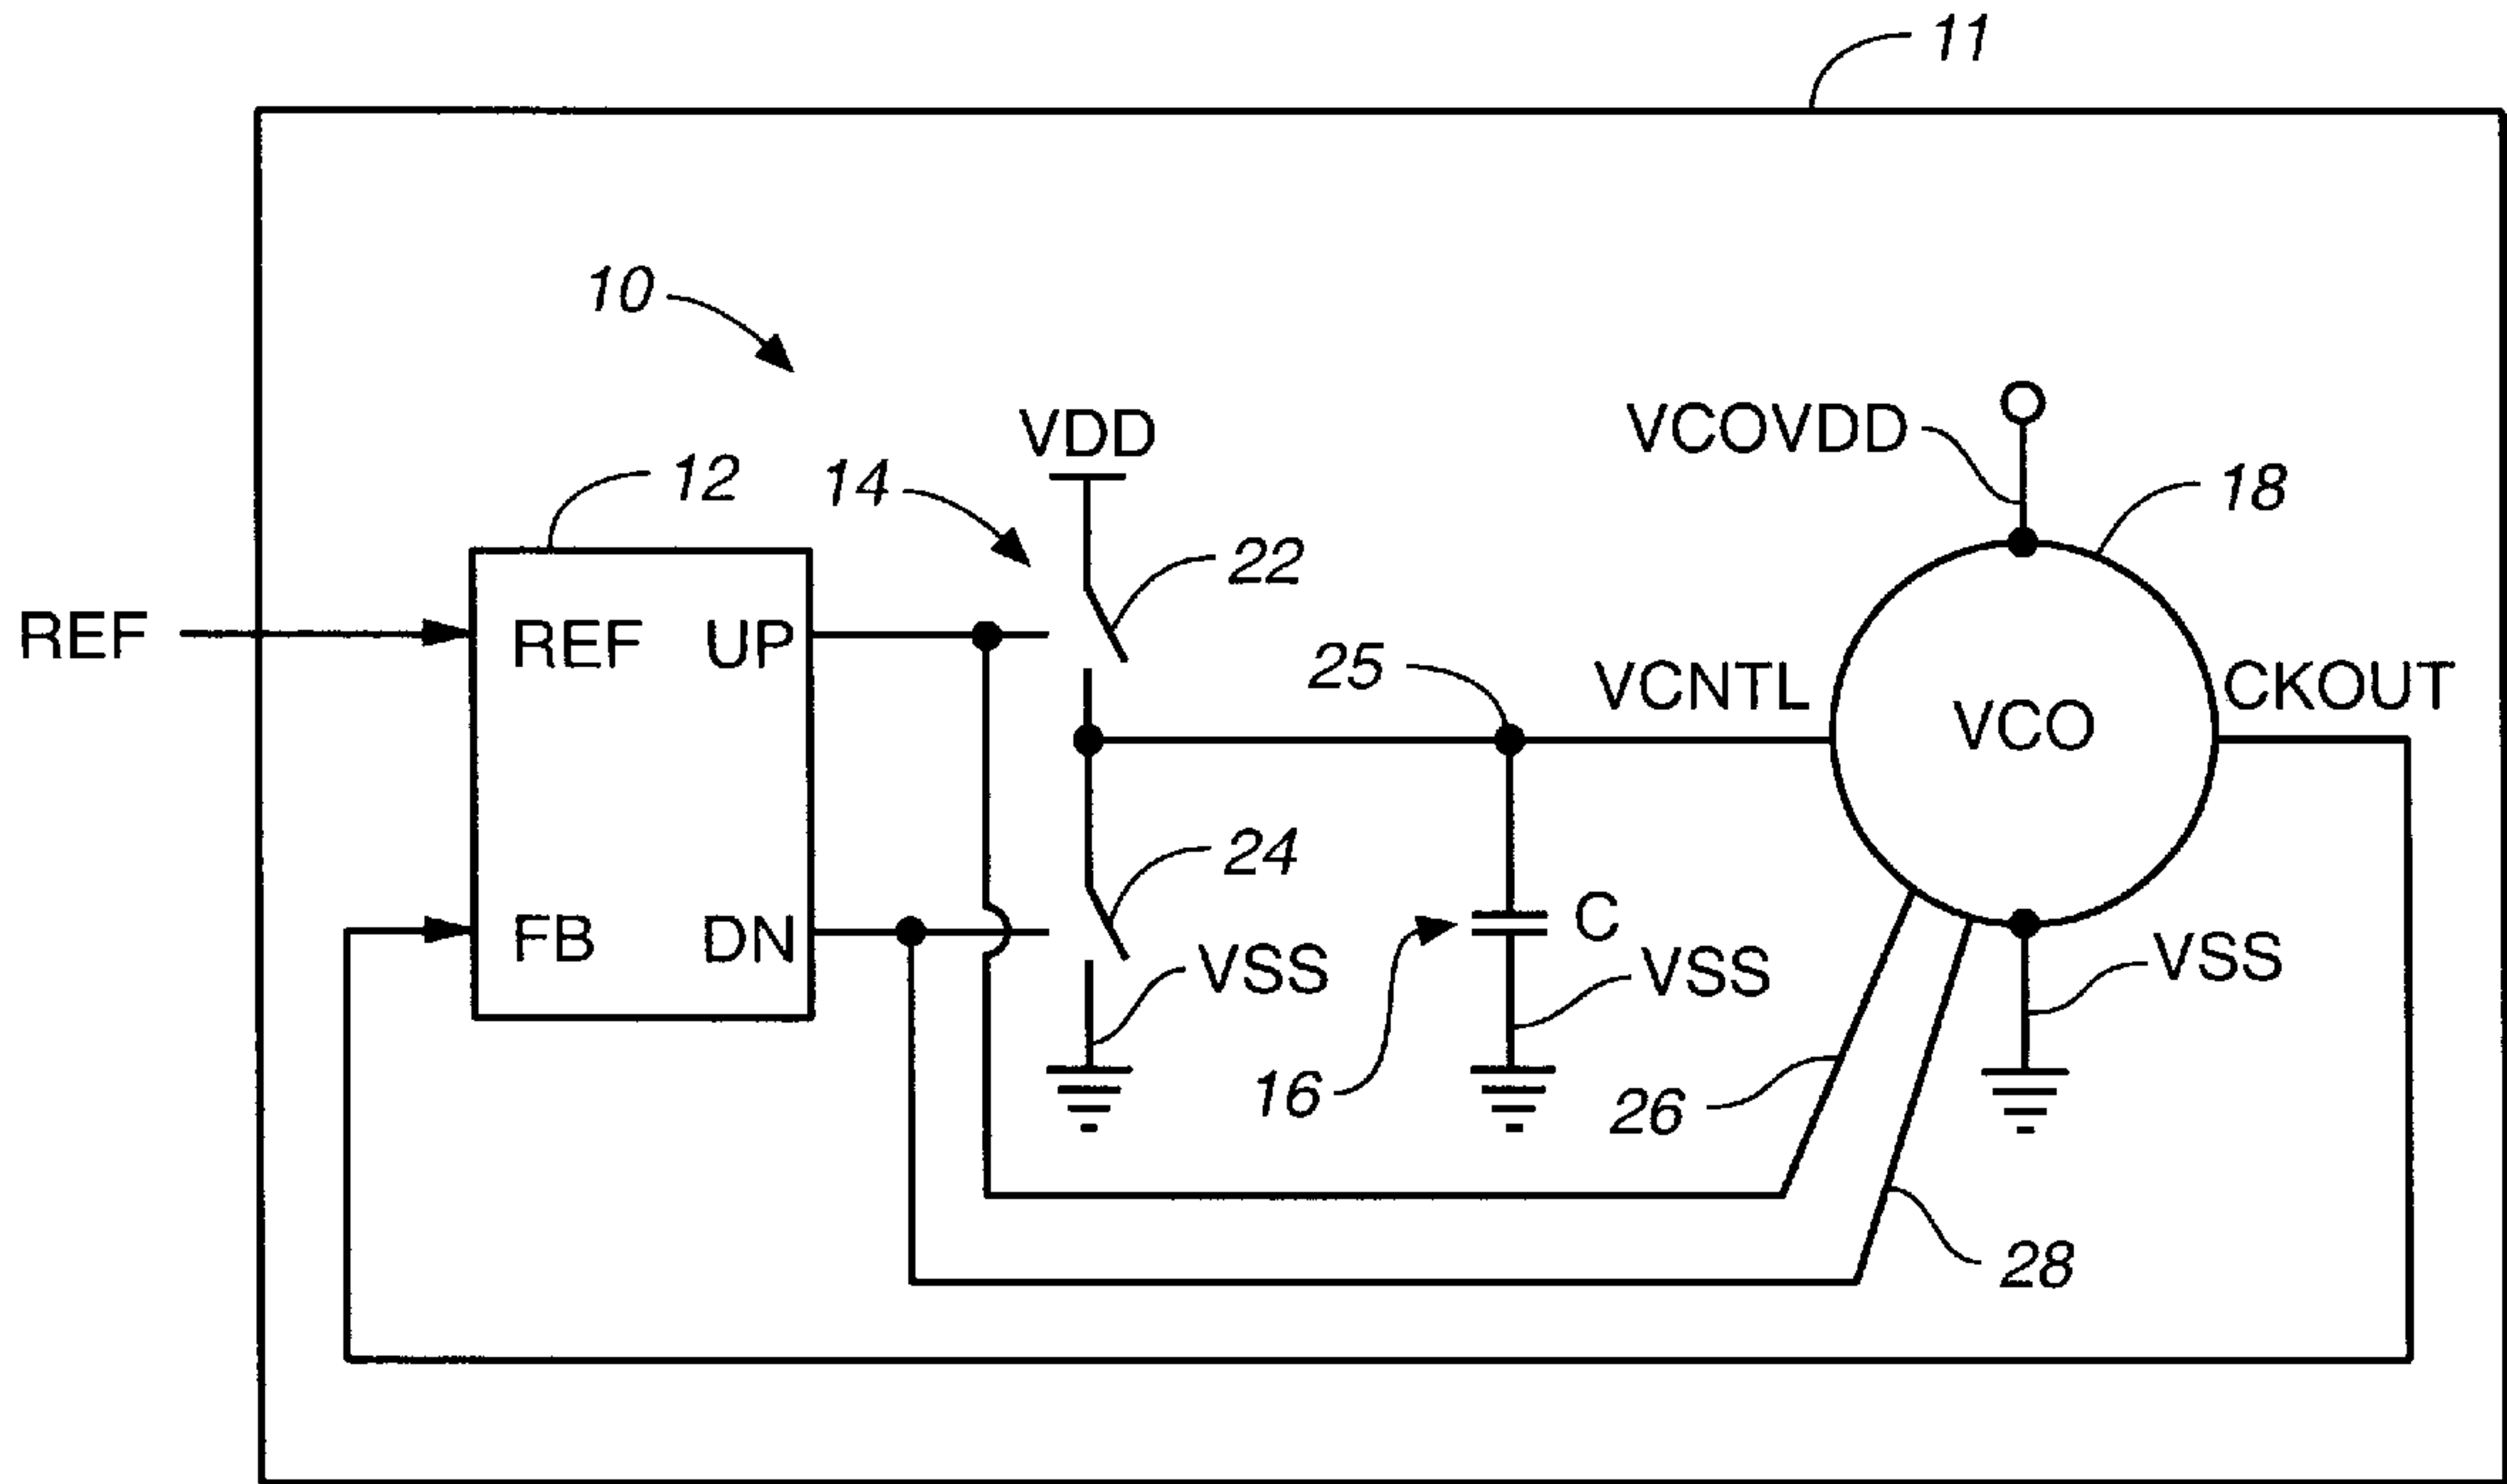 11
10
VDD
VCOVDD
12
14
18
22
REF
REF
UP
25
VCNTL
VCO
CKOUT
24
C
FB
DN
VSS
VSS
VSS
16
26
28